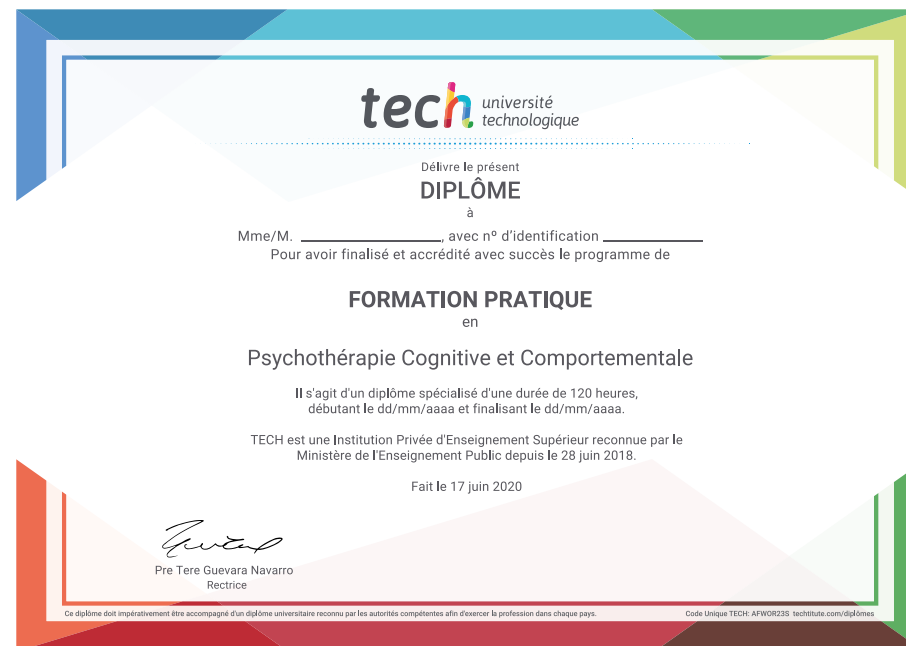 tech université
technologique
Délivre le présent
DIPLÔME
à
Mme/M. ____________________, avec nº d'identification ______________
Pour avoir finalisé et accrédité avec succès le programme de
FORMATION PRATIQUE
en
Psychothérapie Cognitive et Comportementale
Il s'agit d'un diplôme spécialisé d'une durée de 120 heures,
débutant le dd/mm/aaaa et finalisant le dd/mm/aaaa.
TECH est une Institution Privée d'Enseignement Supérieur reconnue par le
Ministère de l'Enseignement Public depuis le 28 juin 2018.
Fait le 17 juin 2020
Pre Tere Guevara Navarro
Rectrice
Ce diplôme doit impérativement être accompagné d'un diplôme universitaire reconnu par les autorités compétentes afin d'exercer la profession dans chaque pays.
Code Unique TECH: AFWOR23S techtitute.com/diplômes